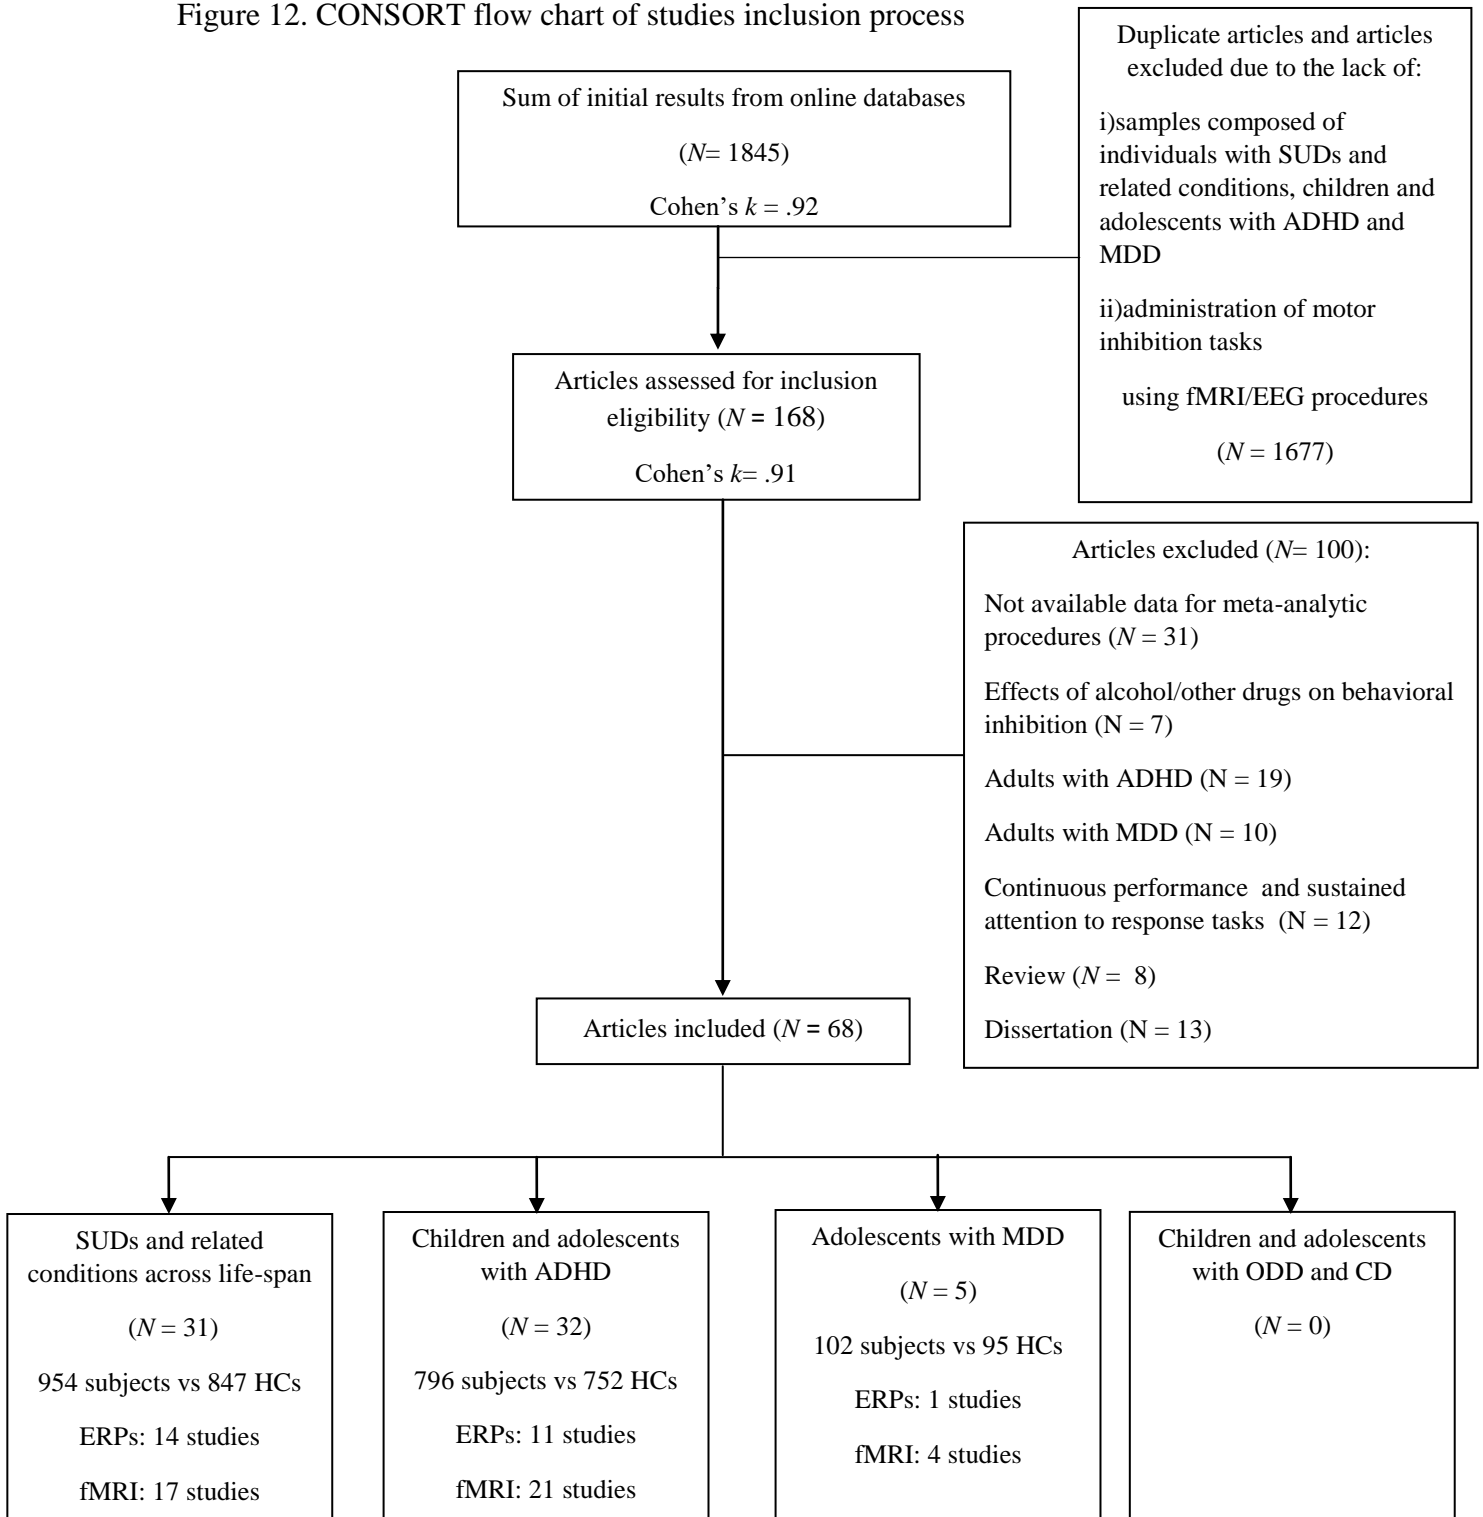 Figure 12. CONSORT flow chart of studies inclusion process
Sum of initial results from online databases
(N= 1845)
Cohen’s k = .92
Duplicate articles and articles
excluded due to the lack of:
i)samples composed of
individuals with SUDs and
related conditions, children and
adolescents with ADHD and
MDD
ii)administration of motor
inhibition tasks
using fMRI/EEG procedures
(N = 1677)
Articles assessed for inclusion
eligibility (N = 168)
Cohen’s k= .91
Articles excluded (N= 100):
Not available data for meta-analytic
procedures (N = 31)
Effects of alcohol/other drugs on behavioral
inhibition (N = 7)
Adults with ADHD (N = 19)
Adults with MDD (N = 10)
Continuous performance and sustained
attention to response tasks (N = 12)
Review (N = 8)
Dissertation (N = 13)
Articles included (N = 68)
SUDs and related
conditions across life-span
(N = 31)
954 subjects vs 847 HCs
ERPs: 14 studies
fMRI: 17 studies
Children and adolescents
with ADHD
(N = 32)
796 subjects vs 752 HCs
ERPs: 11 studies
fMRI: 21 studies
Adolescents with MDD
(N = 5)
102 subjects vs 95 HCs
ERPs: 1 studies
fMRI: 4 studies
Children and adolescents
with ODD and CD
(N = 0)